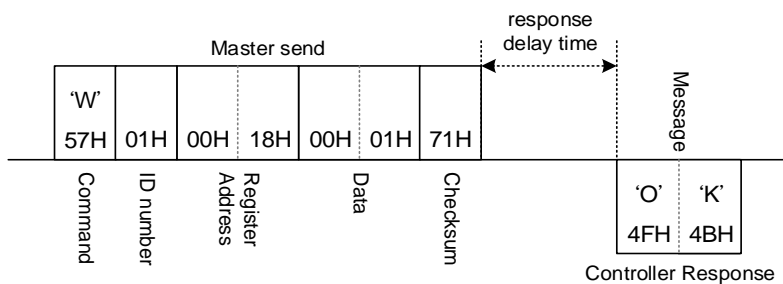 response
delay time
Master send
‘W’
57H 01H 00H 18H 00H 01H 71H
Command
ID number
Register
Address
Data
Checksum
Message
‘O’ ‘K’
4FH 4BH
Controller Response